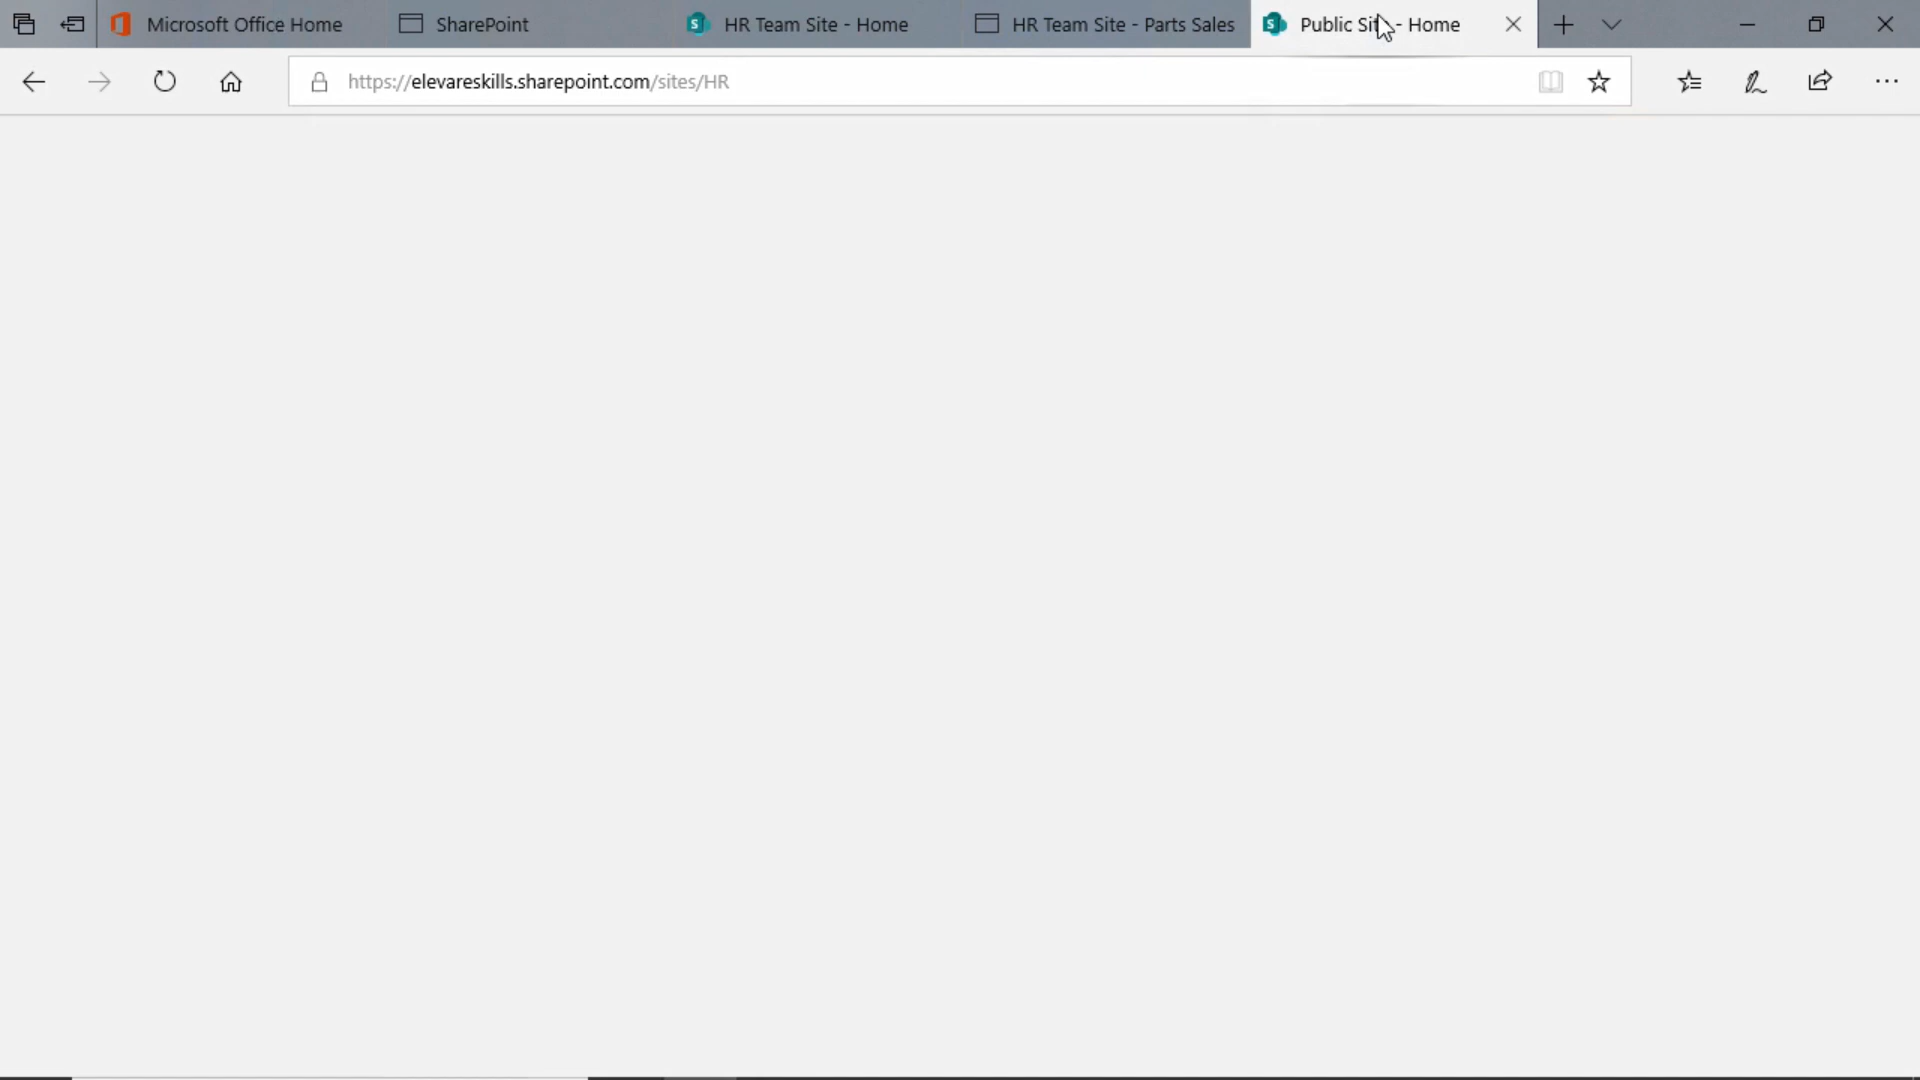 Microsoft Office Home
SharePoint
HR Team Site - Home
HR Team Site - Parts Sales
Public - Home
https://elevareskills.sharepoint.com/sites/HR